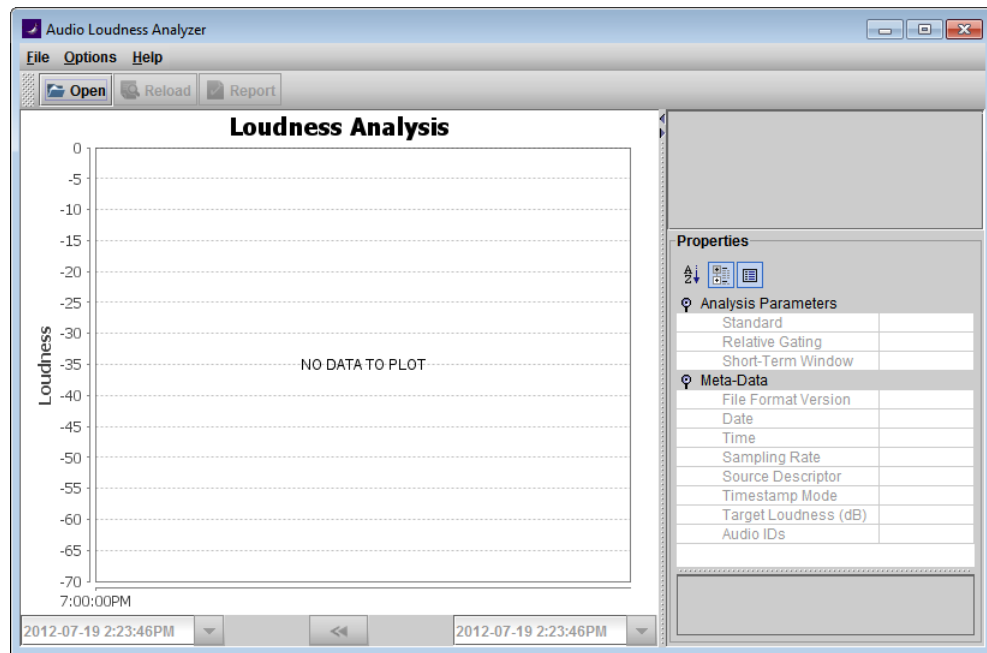 Audio Loudness Analyzer
File Options Help
Open Reload Report
Loudness Analysis
0
-5
-10
-15
-20
-25
-30
-35
-40
-45
-50
-55
-60
-65
-70
Loudness
NO DATA TO PLOT
7:00:00PM
2012-07-19 2:23:46PM
2012-07-19 2:23:46PM
Properties
Analysis Parameters
Standard
Relative Gating
Short-Term Window
Meta-Data
File Format Version
Date
Time
Sampling Rate
Source Descriptor
Timestamp Mode
Target Loudness (dB)
Audio IDs